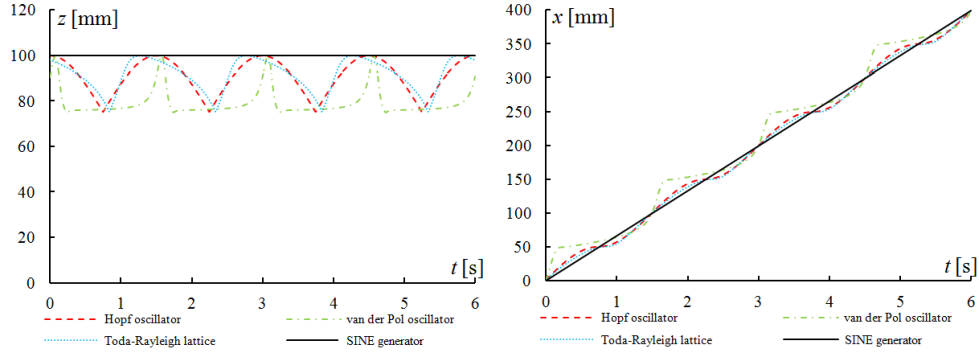 120
z [mm]
100
80
60
40
20
0
t [s]
0 1 2 3 4 5 6
Hopf oscillator
van der Pol oscillator
Toda-Rayleigh lattice
SINE generator
400
x [mm]
350
300
250
200
150
100
50
0
t [s]
0 1 2 3 4 5 6
Hopf oscillator
van der Pol oscillator
Toda-Rayleigh lattice
SINE generator